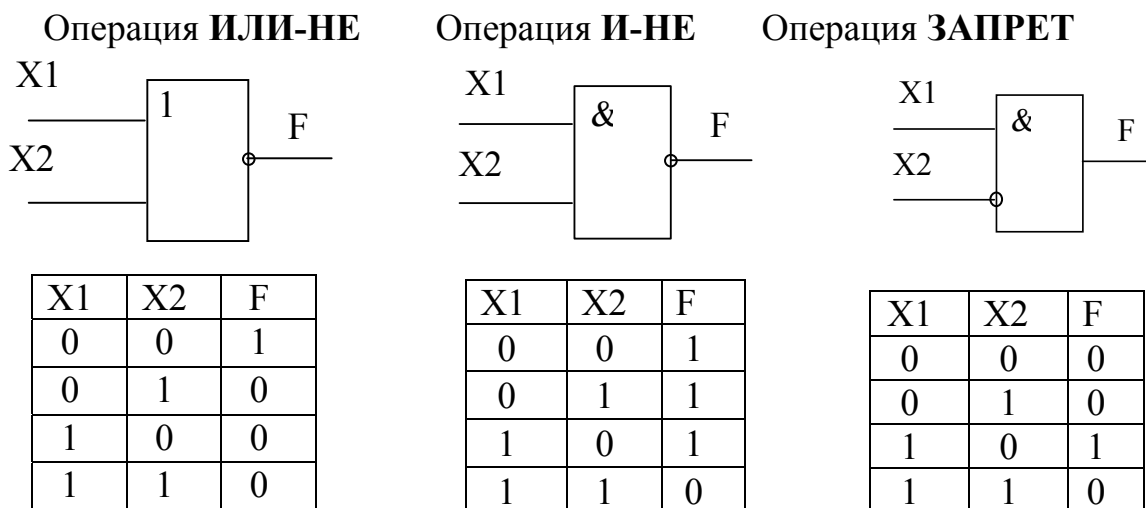 Операция ИЛИ-НЕ Операция И-НЕ Операция ЗАПРЕТ
X1 X1 X1
1 & &
F F F
X2 X2 X2
X1 X2 F X1 X2 F X1 X2 F
0 0 1 0 0 1 0 0 0
0 1 0 0 1 1 0 1 0
1 0 0 1 0 1 1 0 1
1 1 0 1 1 0 1 1 0